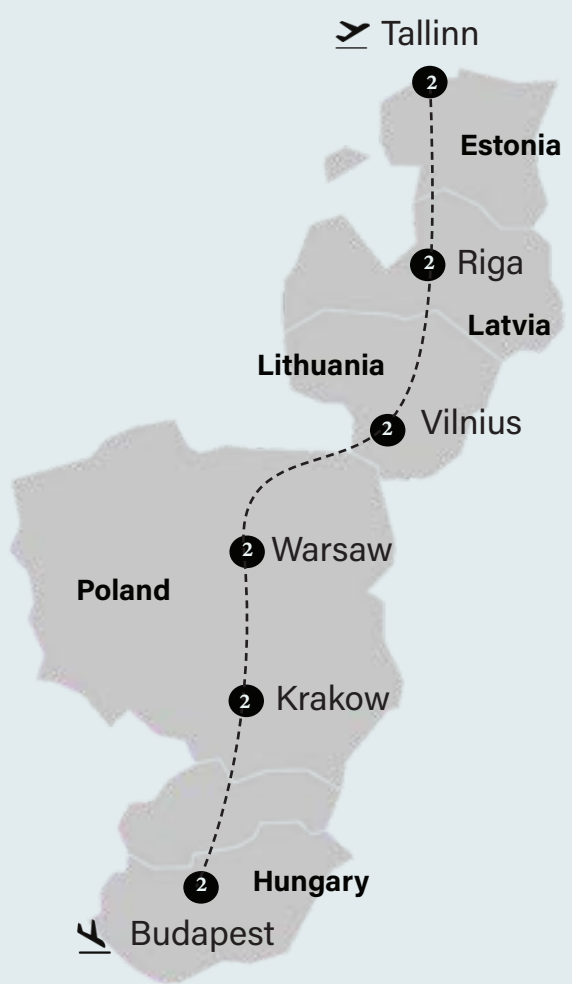 Tallinn
2
Estonia
2 Riga
Latvia
Lithuania
2 Vilnius
2 Warsaw
Poland
2 Krakow
2 Hungary
Budapest